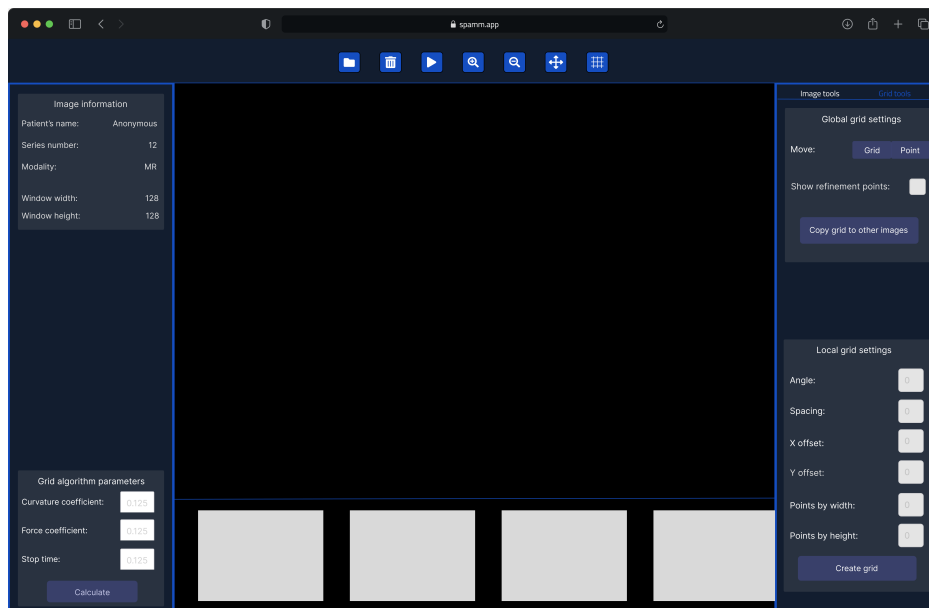 spamm.app
Image information
Patient's name: Anonymous
Series number: 12
Modality: MR
Window width: 128
Window height: 128
Grid algorithm parameters
Curvature coefficient: 0.125
Force coefficient: 0.125
Stop time: 0.125
Calculate
Image tools Grid tools
Global grid settings
Move: Grid Point
Show refinement points:
Copy grid to other images
Local grid settings
Angle: 0
Spacing: 0
X offset: 0
Y offset: 0
Points by width: 0
Points by height: 0
Create grid